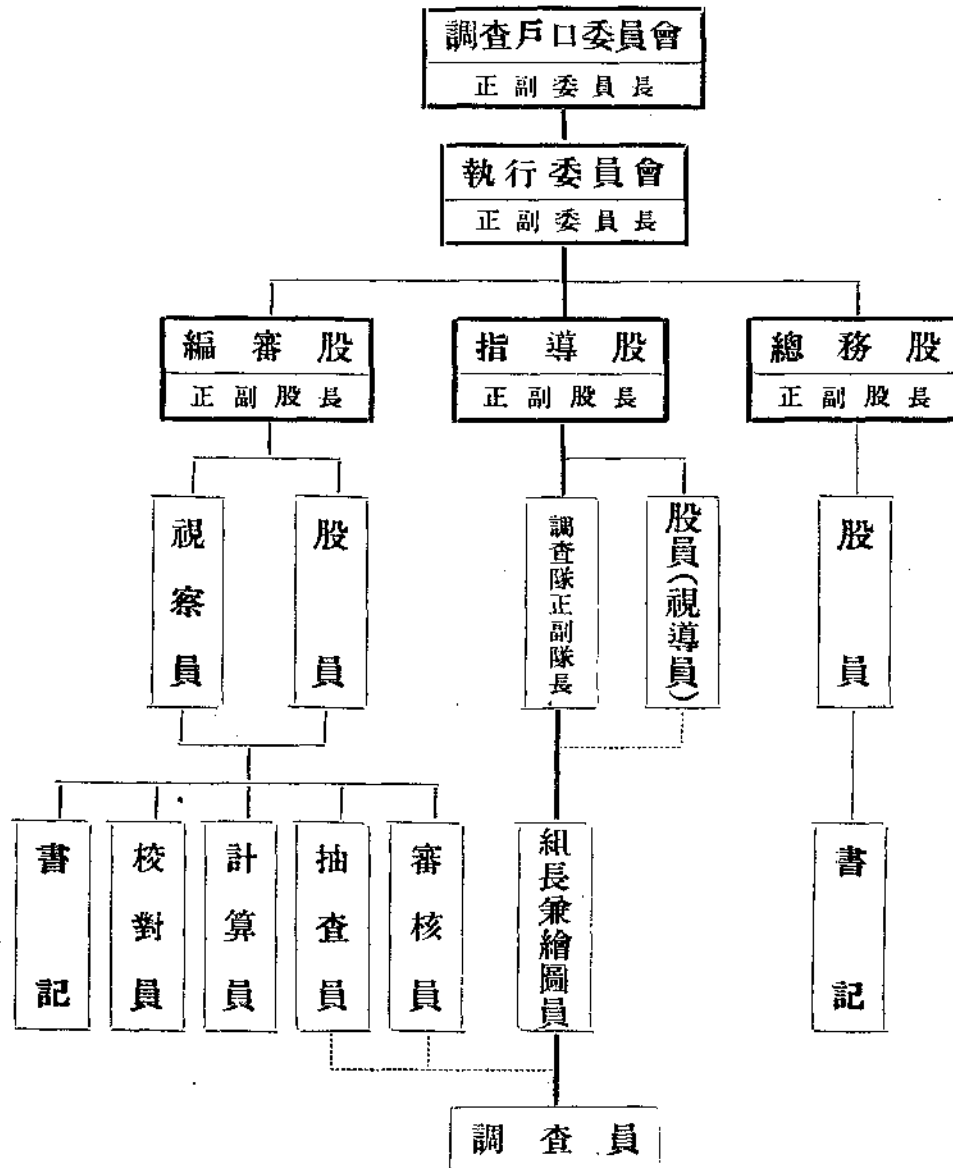 調查戶口委員會
正副委員長
執行委員會
正副委員長
編審股
正副股長
指導股
正副股長
總務股
正副股長
視察員
股員
調查隊正副隊長
股員(視導員)
股員
書記
校對員
計算員
抽查員
審核員
組長兼繪圖員
書記
調查員